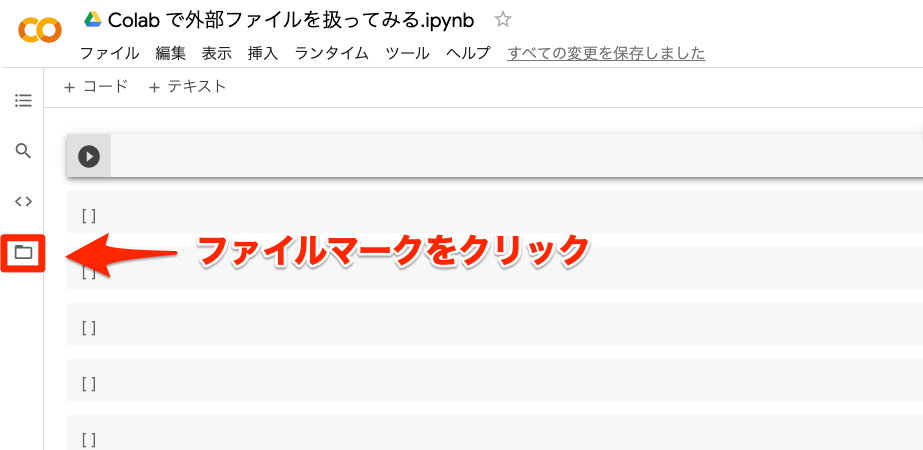 Colab で外部ファイルを扱ってみる.ipynb
ファイル 編集 表示 挿入 ランタイム ツール ヘルプ すべての変更を保存しました
+ コード + テキスト
[ ]
ファイルマークをクリック
[ ]
[ ]
[ ]
[ ]